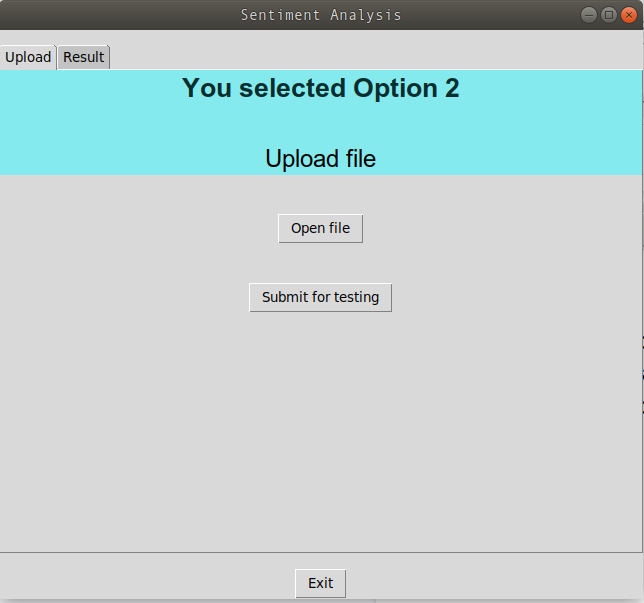 Sentiment Analysis
Upload Result
You selected Option 2
Upload file
Open file
Submit for testing
Exit